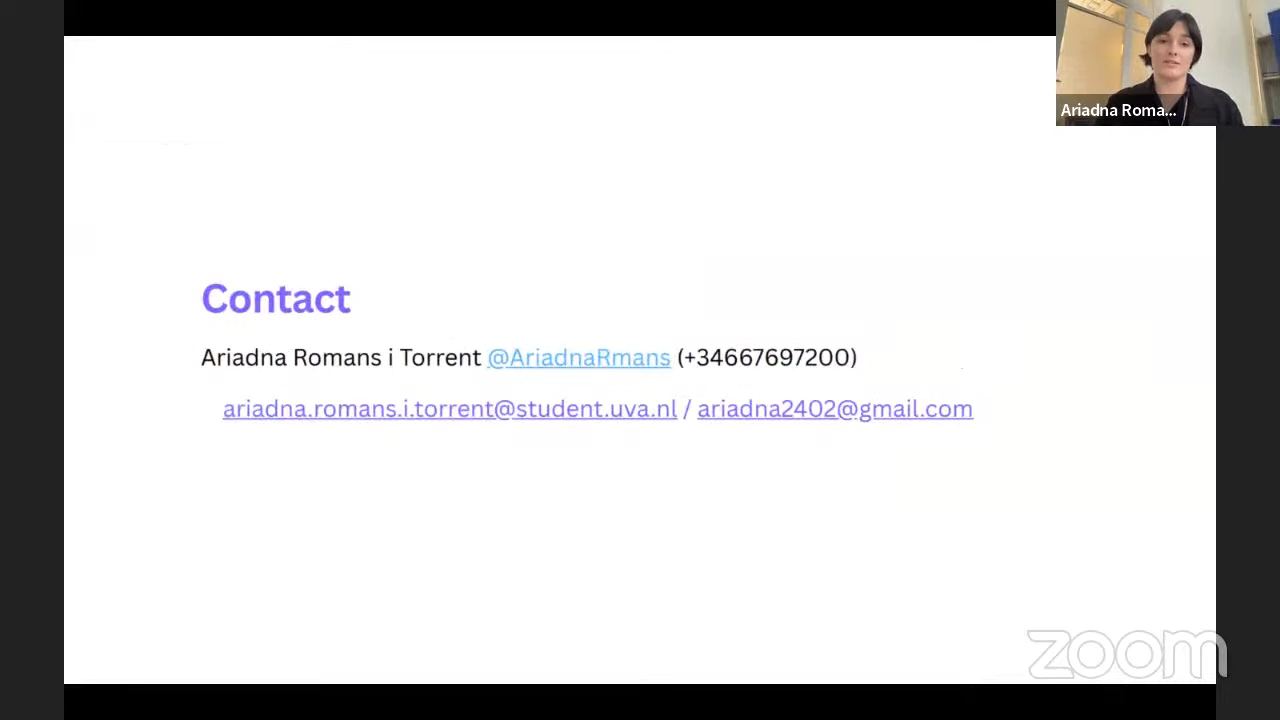 Ariadna Roma...
Contact
Ariadna Romans i Torrent @AriadnaRmans (+34667697200)
ariadna.romans.i.torrent@student.uva.nl / ariadna2402@gmail.com
zoom